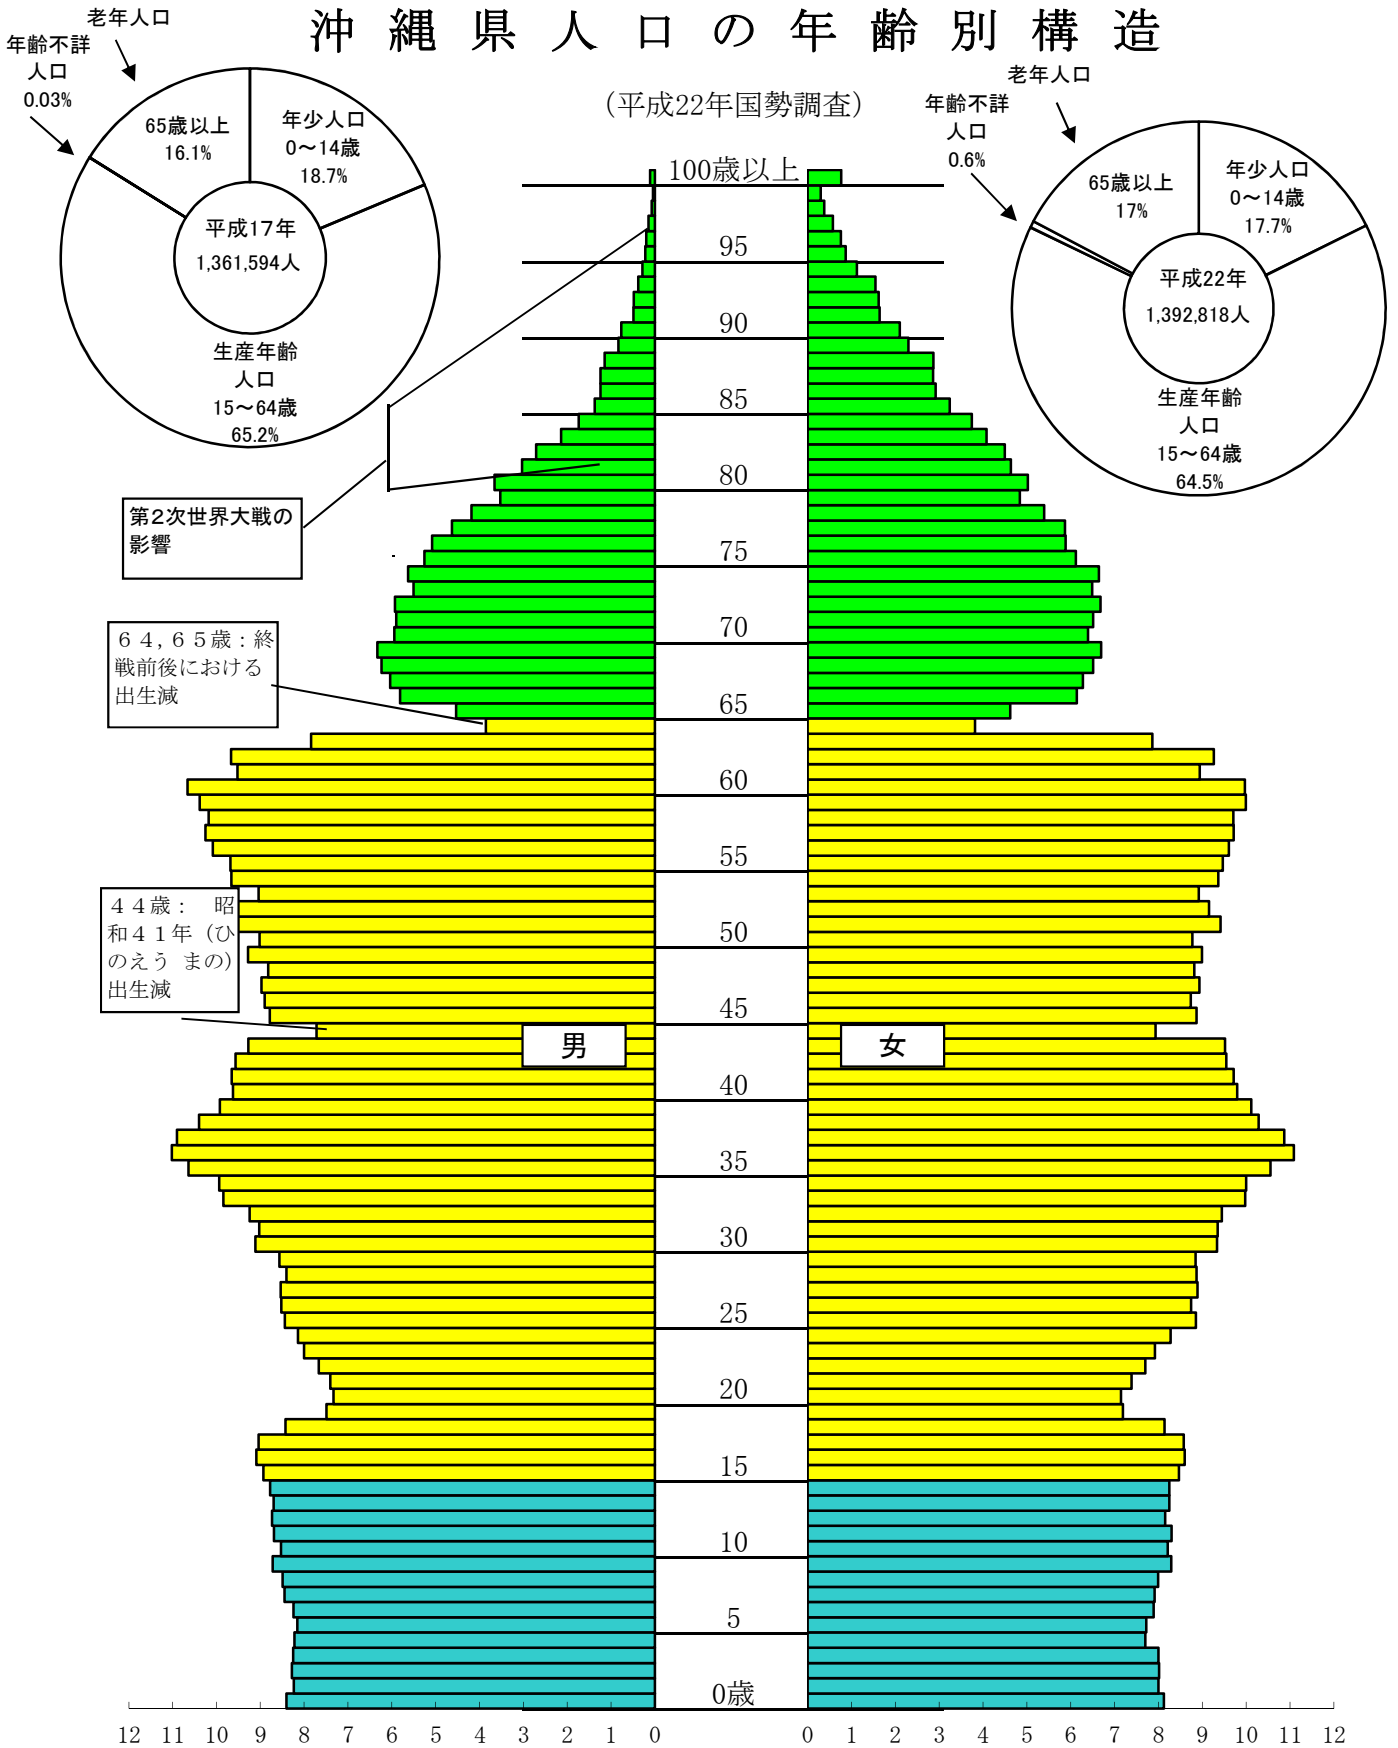 沖縄県人口の年齢別構造
（平成22年国勢調査）
老年人口
年齢不詳
人口
0.03%
65歳以上
16.1%
年少人口
0～14歳
18.7%
平成17年
1,361,594人
生産年齢
人口
15～64歳
65.2%
老年人口
年齢不詳
人口
0.6%
65歳以上
17%
年少人口
0～14歳
17.7%
平成22年
1,392,818人
生産年齢
人口
15～64歳
64.5%
第2次世界大戦の
影響
６４,６５歳：終
戦前後における
出生減
４４歳：　昭
和４１年（ひ
のえう まの）
出生減
男
女
100歳以上
95
90
85
80
75
70
65
60
55
50
45
40
35
30
25
20
15
10
5
0歳
12 11 10 9 8 7 6 5 4 3 2 1 0
0 1 2 3 4 5 6 7 8 9 10 11 12